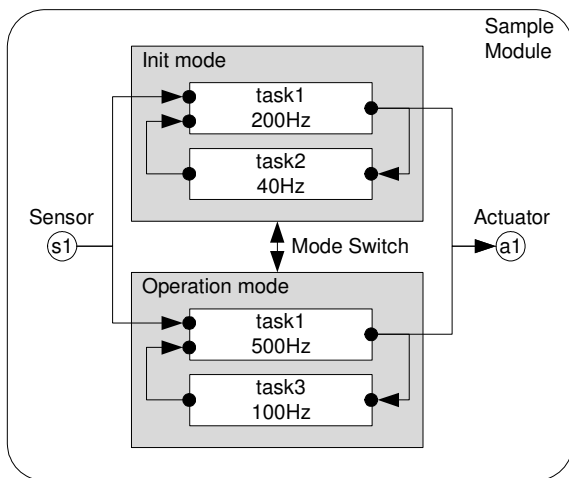 Sample
Module
Init mode
task1
200Hz
task2
40Hz
Sensor
s1
Actuator
a1
Mode Switch
Operation mode
task1
500Hz
task3
100Hz